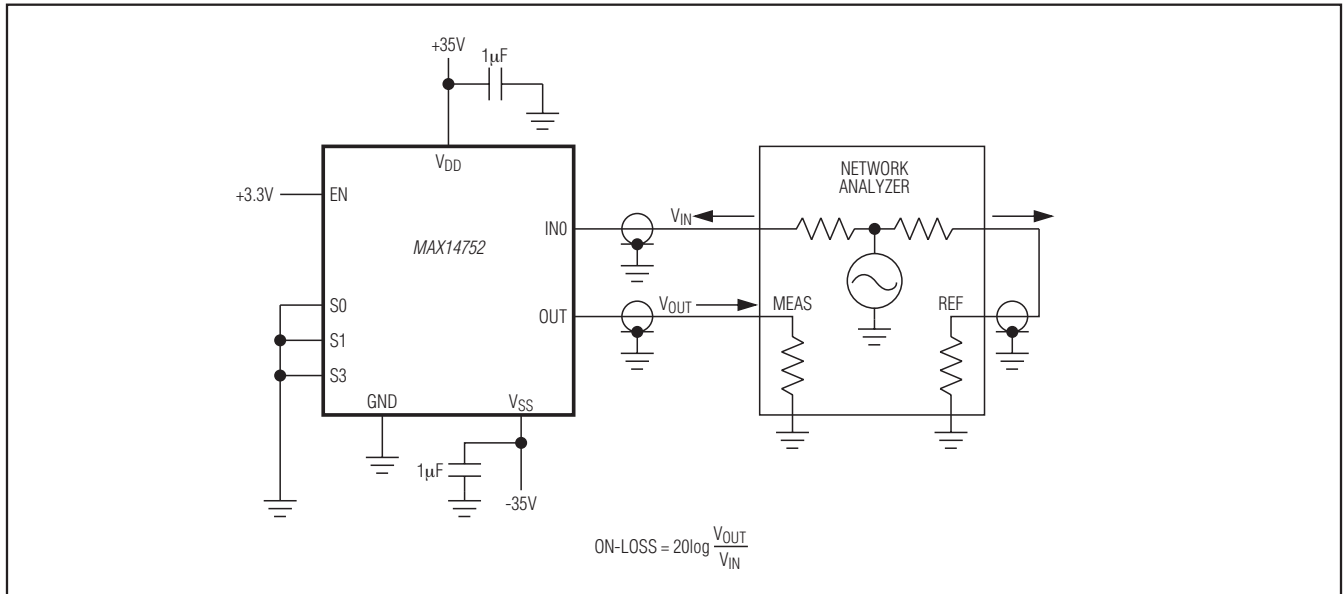 +35V
1µF
VDD
+3.3V
EN
NETWORK
ANALYZER
IN0
VIN
MAX14752
S0
OUT
VOUT
MEAS
REF
S1
S3
GND
VSS
1µF
-35V
ON-LOSS = 20log VOUT
VIN